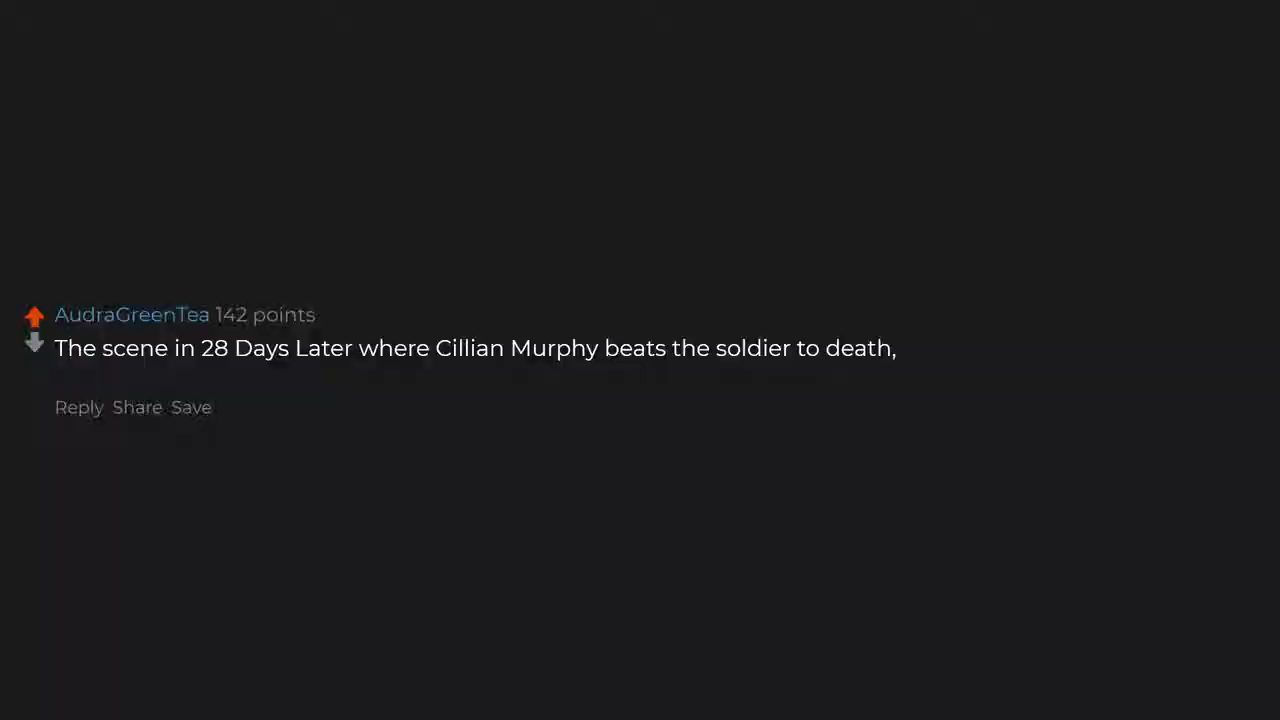 AudraGreenTea 142 points
The scene in 28 Days Later where Cillian Murphy beats the soldier to death,
Reply Share Save